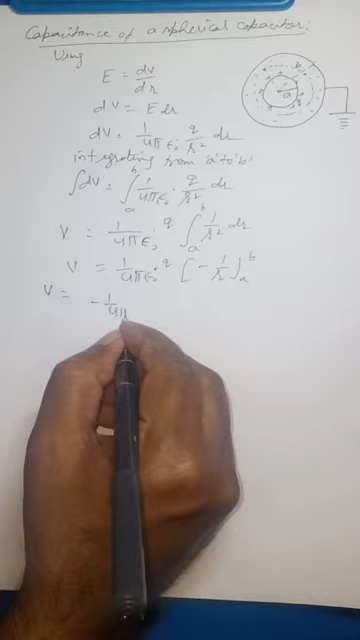 Capacitance of a spherical capacitor:
Using
E = dv/dr
dV = E dr
dV = 1/4πε₀ · q/r² dr
integrating from 'a' to 'b'
∫dV = ∫ₐᵇ 1/4πε₀ · q/r² dr
V = 1/4πε₀ · q ∫ₐᵇ 1/r² dr
V = 1/4πε₀ · q [-1/r]ₐᵇ
V =
-1/4π
b
a